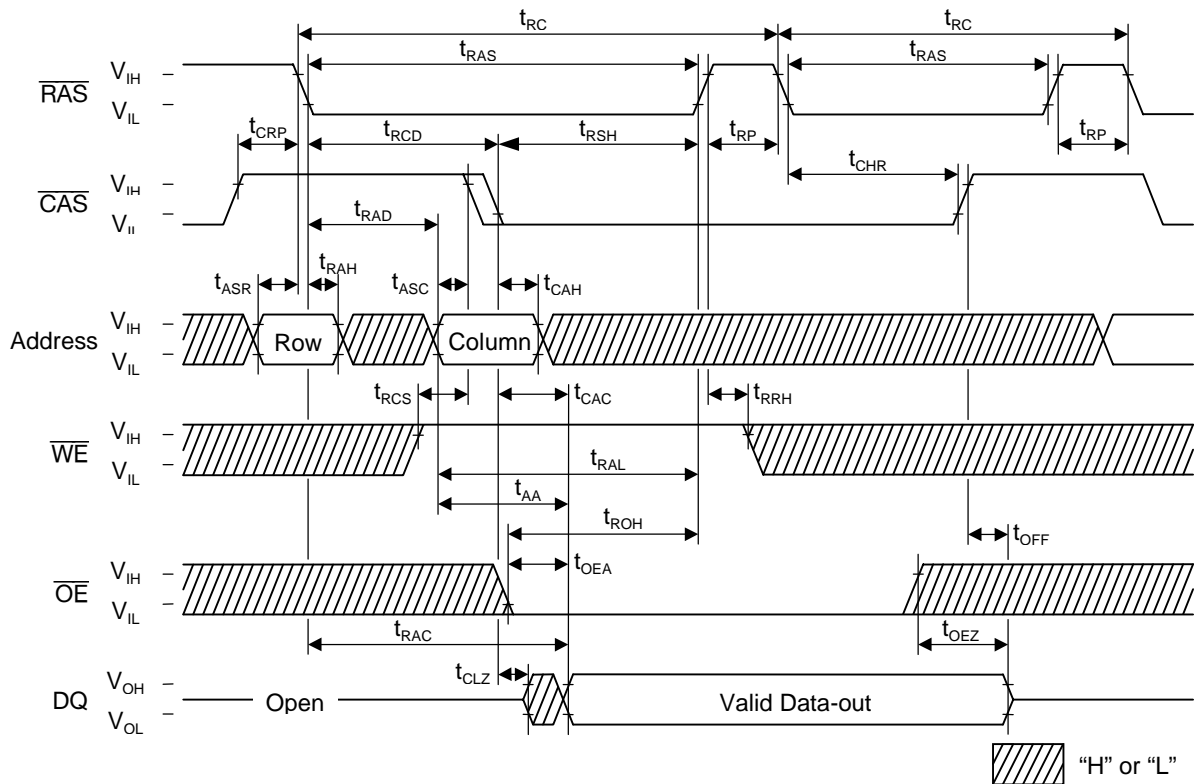 tRC tRC
tRAS tRAS
RAS VIH
VIL
tCRP tRCD tRSH tRP tRP
tCHR
CAS VIH
VIL
tRAD
tASR tRAH tASC tCAH
Address VIH
VIL
Row Column
tRCS tCAC tRRH
WE VIH
VIL
tRAL
tAA
tROH
tOFF
tOEA
OE VIH
VIL
tOEZ
tRAC
tCLZ
DQ VOH
VOL
Open Valid Data-out
“H” or “L”